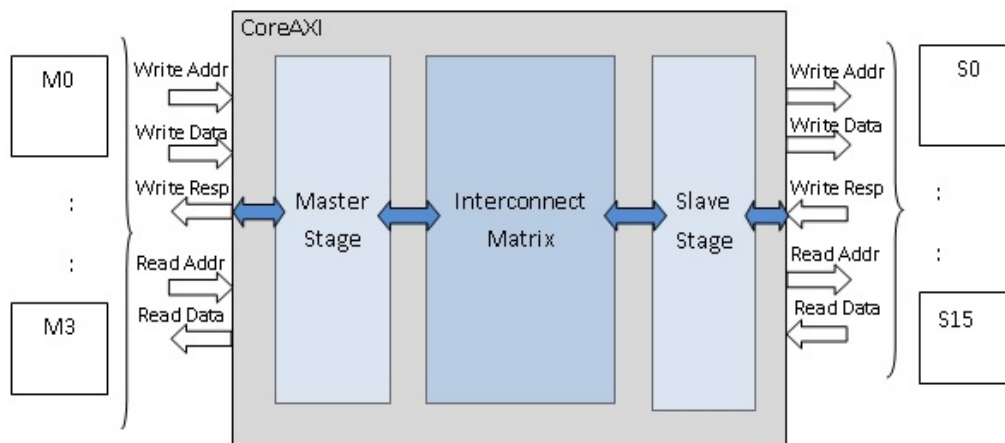 CoreAXI
M0
Write Addr
Write Data
Write Resp
:
:
Read Addr
Read Data
M3
Master
Stage
Interconnect
Matrix
Slave
Stage
Write Addr
Write Data
Write Resp
Read Addr
Read Data
S0
:
:
S15